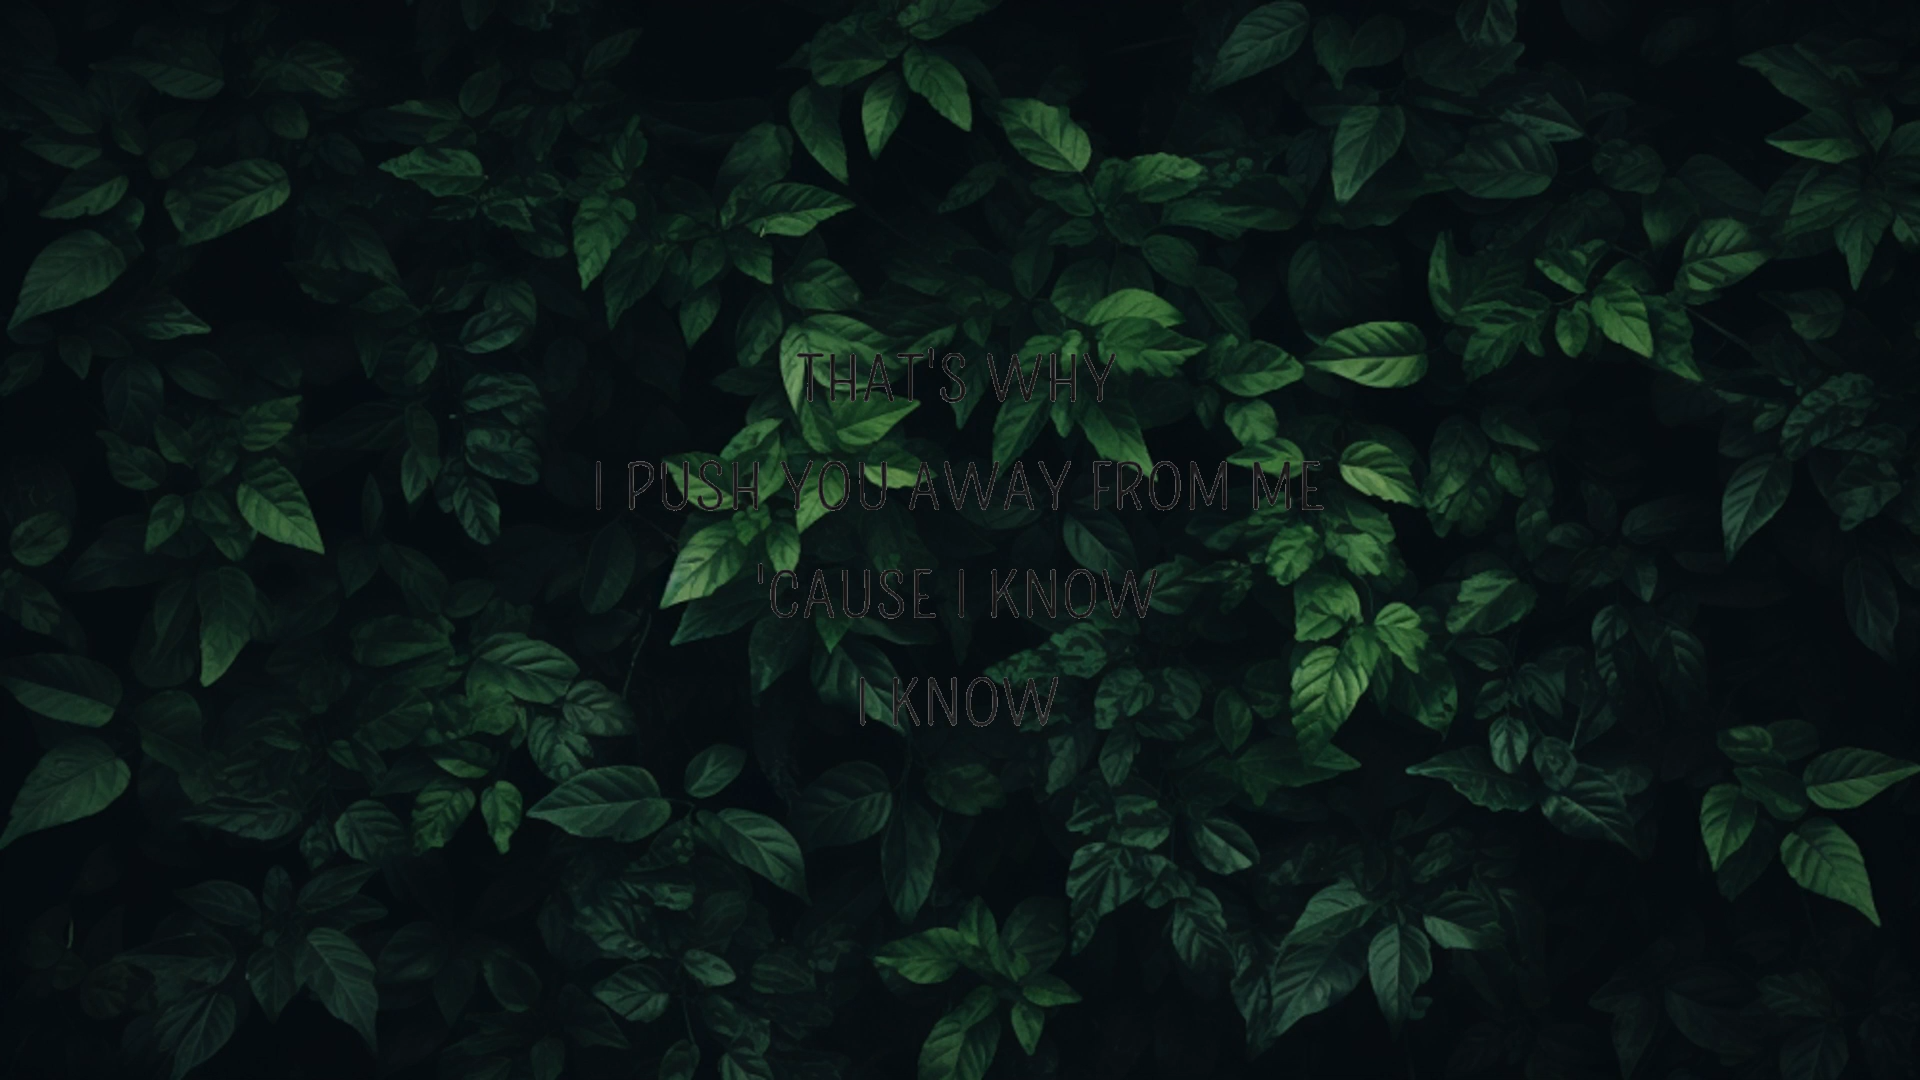 THAT'S WHY
I PUSH YOU AWAY FROM ME
'CAUSE I KNOW
I KNOW